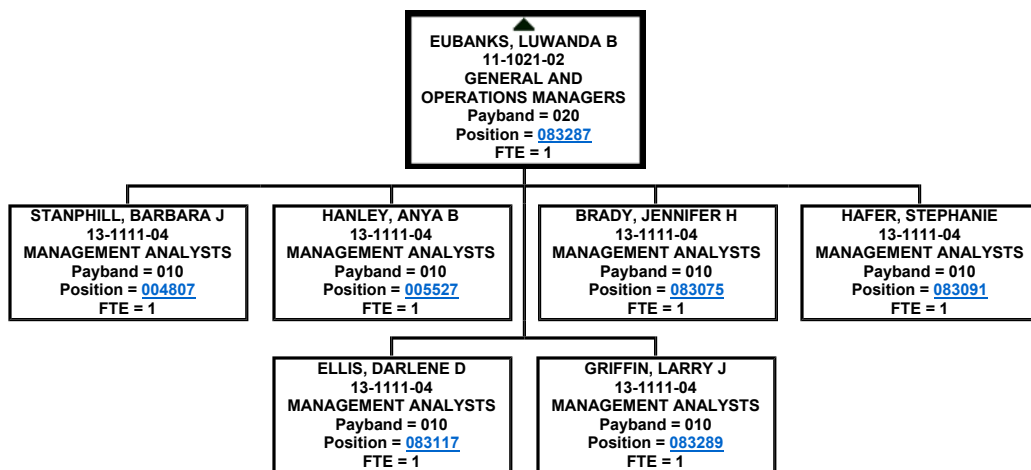 EUBANKS, LUWANDA B
11-1021-02
GENERAL AND
OPERATIONS MANAGERS
Payband = 020
Position = 083287
FTE = 1
STANPHILL, BARBARA J
13-1111-04
MANAGEMENT ANALYSTS
Payband = 010
Position = 004807
FTE = 1
HANLEY, ANYA B
13-1111-04
MANAGEMENT ANALYSTS
Payband = 010
Position = 005527
FTE = 1
BRADY, JENNIFER H
13-1111-04
MANAGEMENT ANALYSTS
Payband = 010
Position = 083075
FTE = 1
HAFER, STEPHANIE
13-1111-04
MANAGEMENT ANALYSTS
Payband = 010
Position = 083091
FTE = 1
ELLIS, DARLENE D
13-1111-04
MANAGEMENT ANALYSTS
Payband = 010
Position = 083117
FTE = 1
GRIFFIN, LARRY J
13-1111-04
MANAGEMENT ANALYSTS
Payband = 010
Position = 083289
FTE = 1